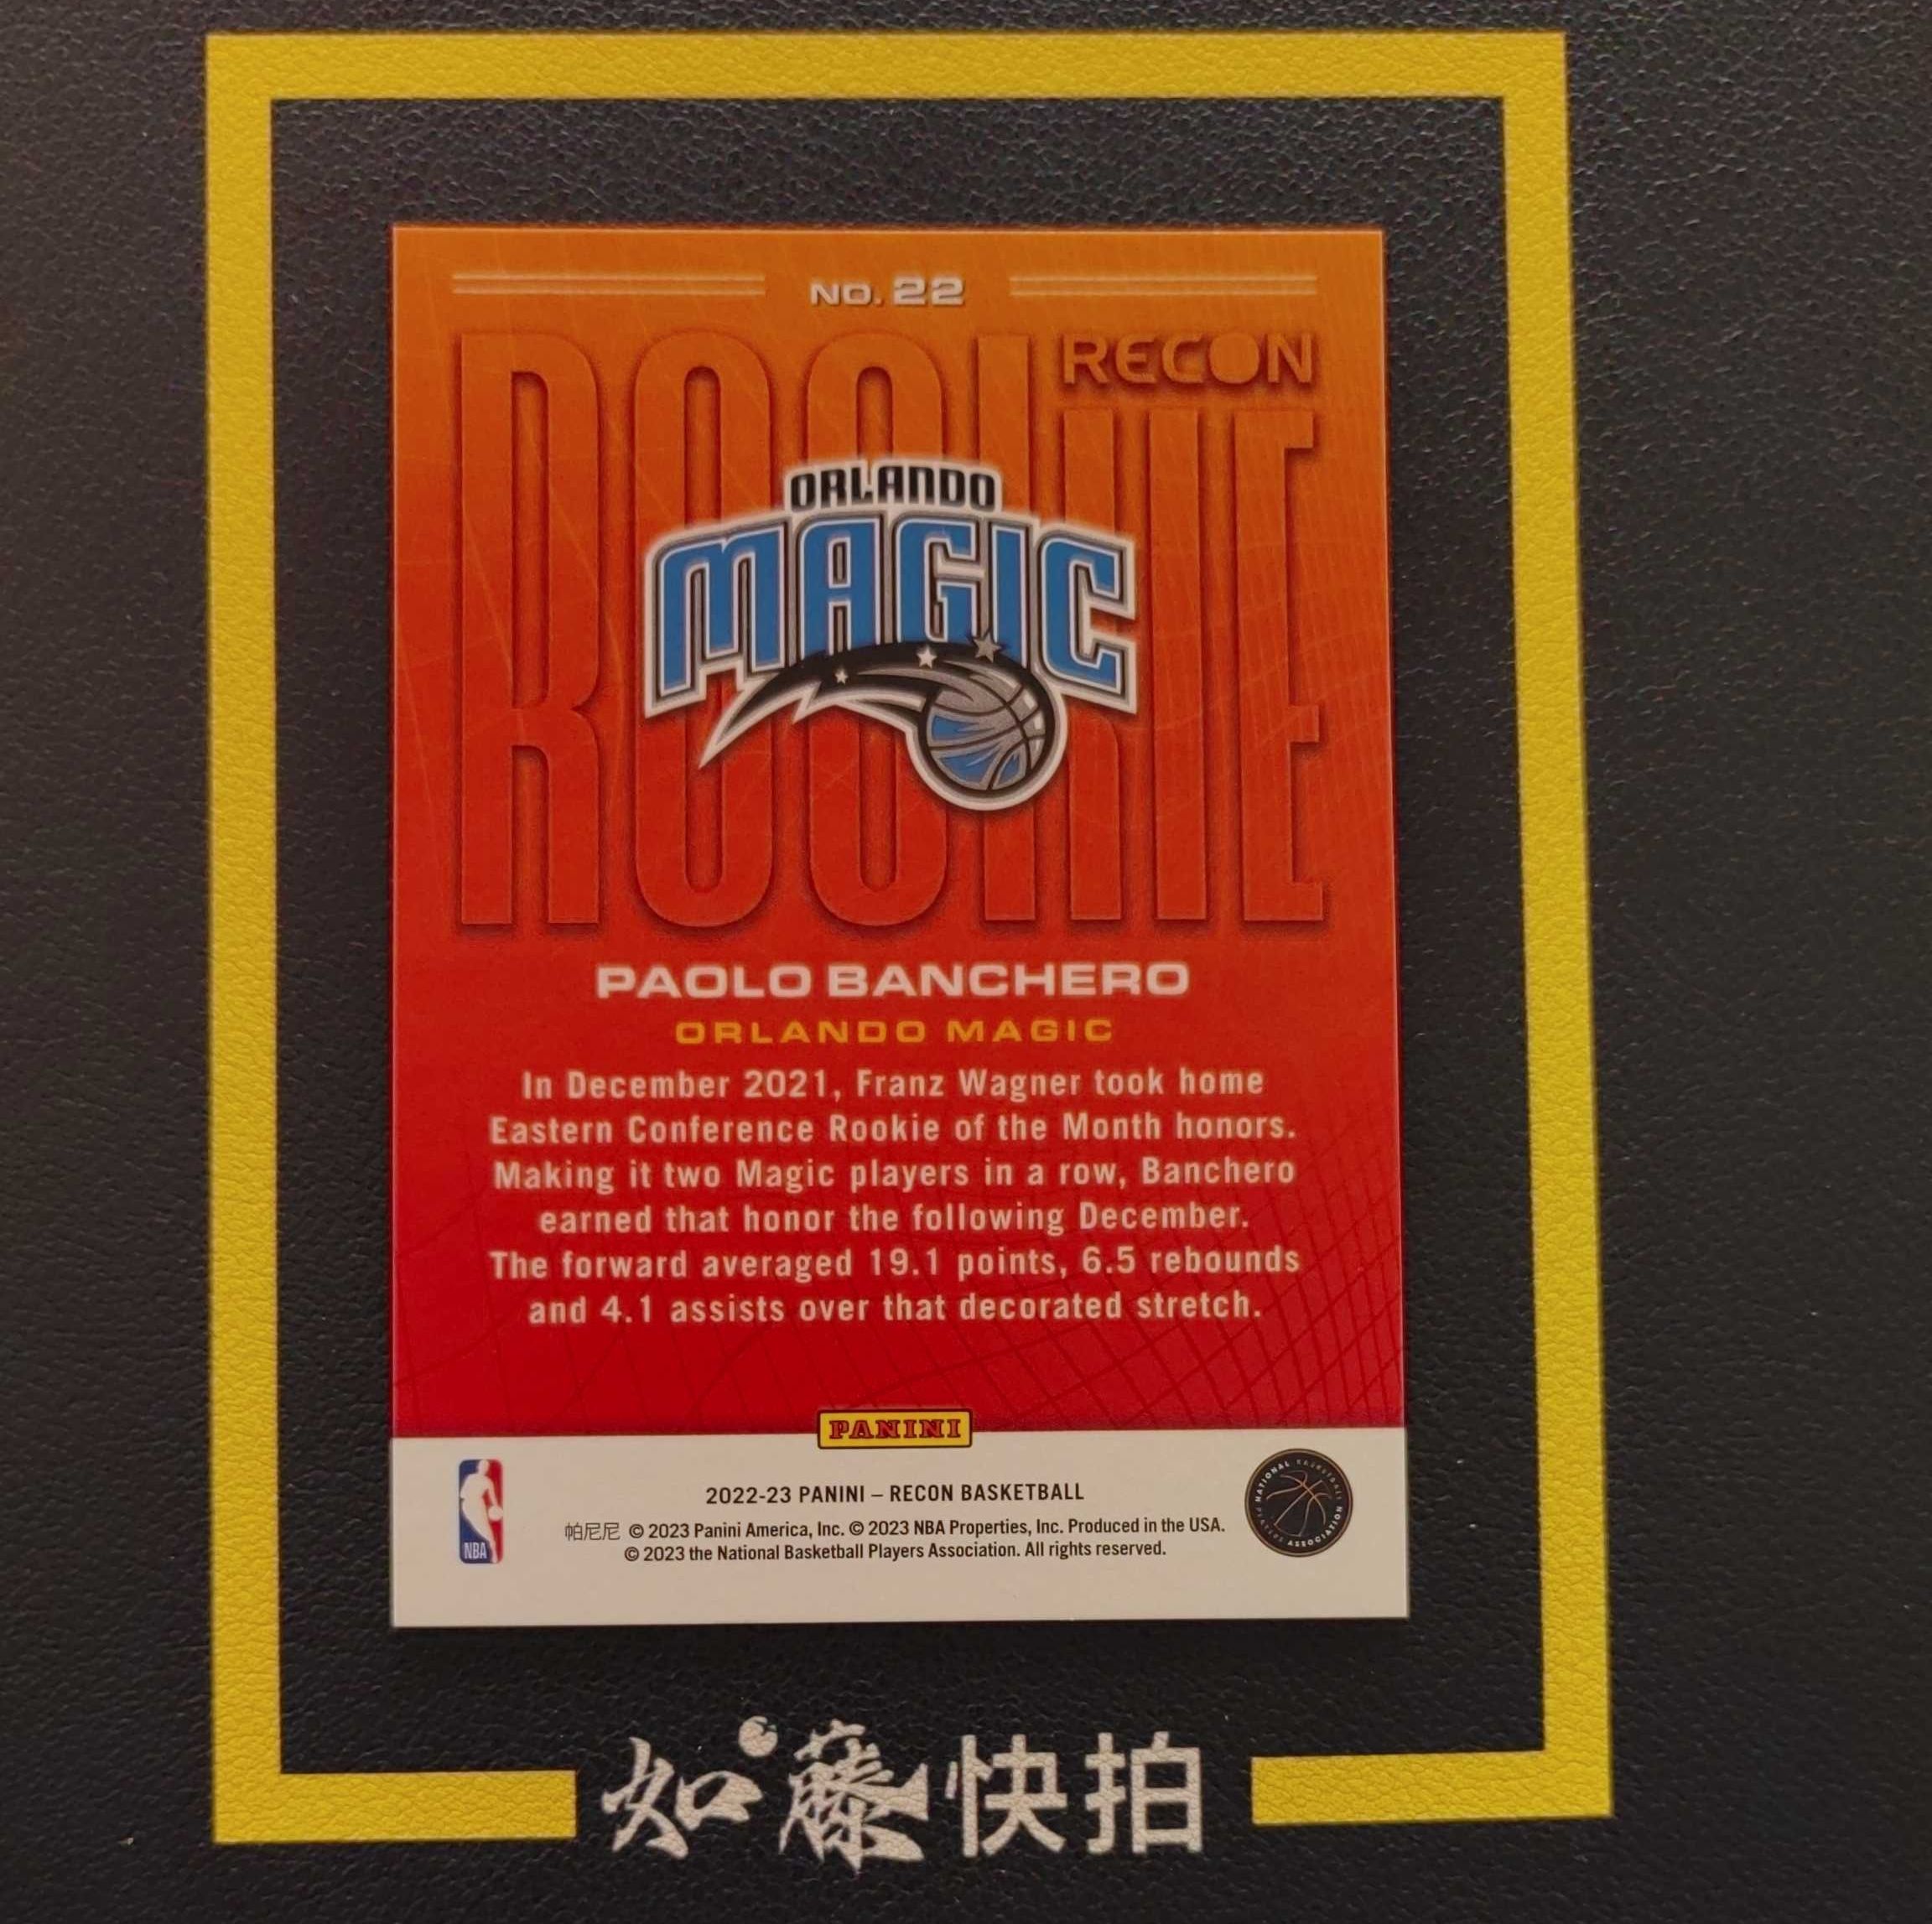 NO. 22
RECON
ROOKIE
ORLANDO
MAGIC
PAOLO BANCHERO
ORLANDO MAGIC
In December 2021, Franz Wagner took home
Eastern Conference Rookie of the Month honors.
Making it two Magic players in a row, Banchero
earned that honor the following December.
The forward averaged 19.1 points, 6.5 rebounds
and 4.1 assists over that decorated stretch.
PANINI
2022-23 PANINI – RECON BASKETBALL
帕尼尼 © 2023 Panini America, Inc. © 2023 NBA Properties, Inc. Produced in the USA.
© 2023 the National Basketball Players Association. All rights reserved.
NBA
NATIONAL BASKETBALL PLAYERS ASSOCIATION
如藤快拍